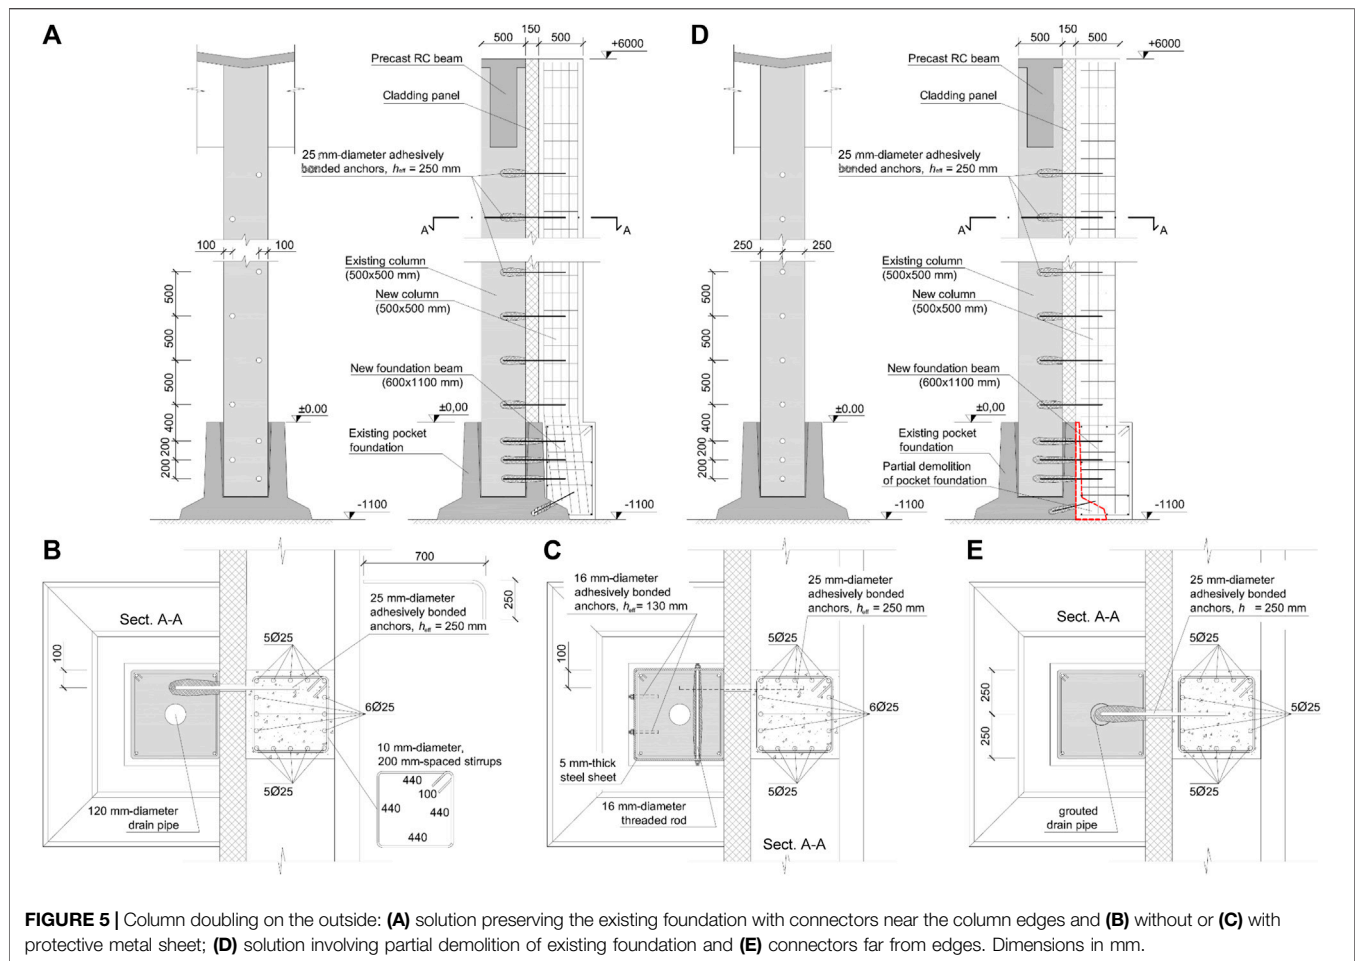 A
500
150
500
+6000
Precast RC beam
Cladding panel
25 mm-diameter adhesively
bonded anchors, heff = 250 mm
A
A
100
100
Existing column
(500x500 mm)
New column
(500x500 mm)
500
500
500
400
200
200
New foundation beam
(600x1100 mm)
±0.00
±0,00
Existing pocket
foundation
-1100
-1100
D
500
150
500
+6000
Precast RC beam
Cladding panel
25 mm-diameter adhesively
bonded anchors, heff = 250 mm
A
A
250
250
Existing column
(500x500 mm)
New column
(500x500 mm)
500
500
500
400
200
200
New foundation beam
(600x1100 mm)
±0.00
±0,00
Existing pocket
foundation
Partial demolition
of pocket foundation
-1100
-1100
B
Sect. A-A
700
250
25 mm-diameter
adhesively bonded
anchors, heff = 250 mm
100
5Ø25
6Ø25
5Ø25
10 mm-diameter,
200 mm-spaced stirrups
440
100
440
440
440
120 mm-diameter
drain pipe
C
16 mm-diameter
adhesively bonded
anchors, heff = 130 mm
25 mm-diameter
adhesively bonded
anchors, heff = 250 mm
100
5Ø25
6Ø25
5Ø25
5 mm-thick
steel sheet
16 mm-diameter
threaded rod
Sect. A-A
E
25 mm-diameter
adhesively bonded
anchors, h = 250 mm
Sect. A-A
5Ø25
250
250
5Ø25
5Ø25
grouted
drain pipe
FIGURE 5 | Column doubling on the outside: (A) solution preserving the existing foundation with connectors near the column edges and (B) without or (C) with
protective metal sheet; (D) solution involving partial demolition of existing foundation and (E) connectors far from edges. Dimensions in mm.